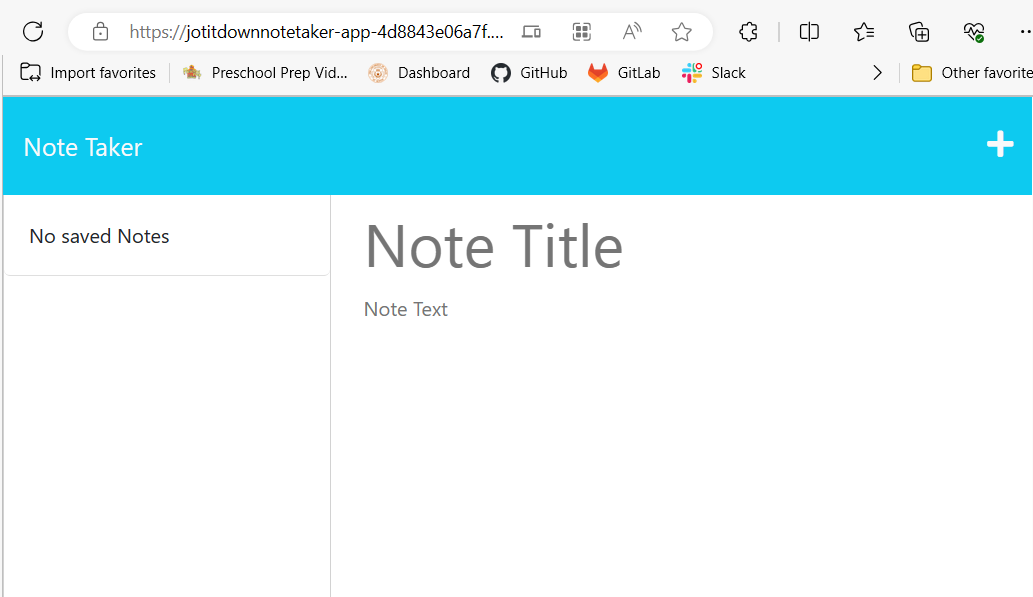 https://jotitdownnotetaker-app-4d8843e06a7f....
Import favorites Preschool Prep Vid... Dashboard GitHub GitLab Slack Other favorite
Note Taker
No saved Notes
Note Title
Note Text